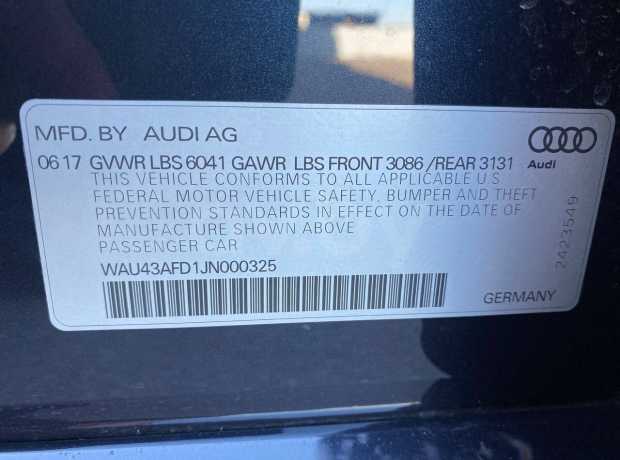 MFD. BY AUDI AG
06 17 GVWR LBS 6041 GAWR LBS FRONT 3086 /REAR 3131
THIS VEHICLE CONFORMS TO ALL APPLICABLE U S
FEDERAL MOTOR VEHICLE SAFETY, BUMPER AND THEFT
PREVENTION STANDARDS IN EFFECT ON THE DATE OF
MANUFACTURE SHOWN ABOVE
PASSENGER CAR
WAU43AFD1JN000325
Audi
2423549
GERMANY